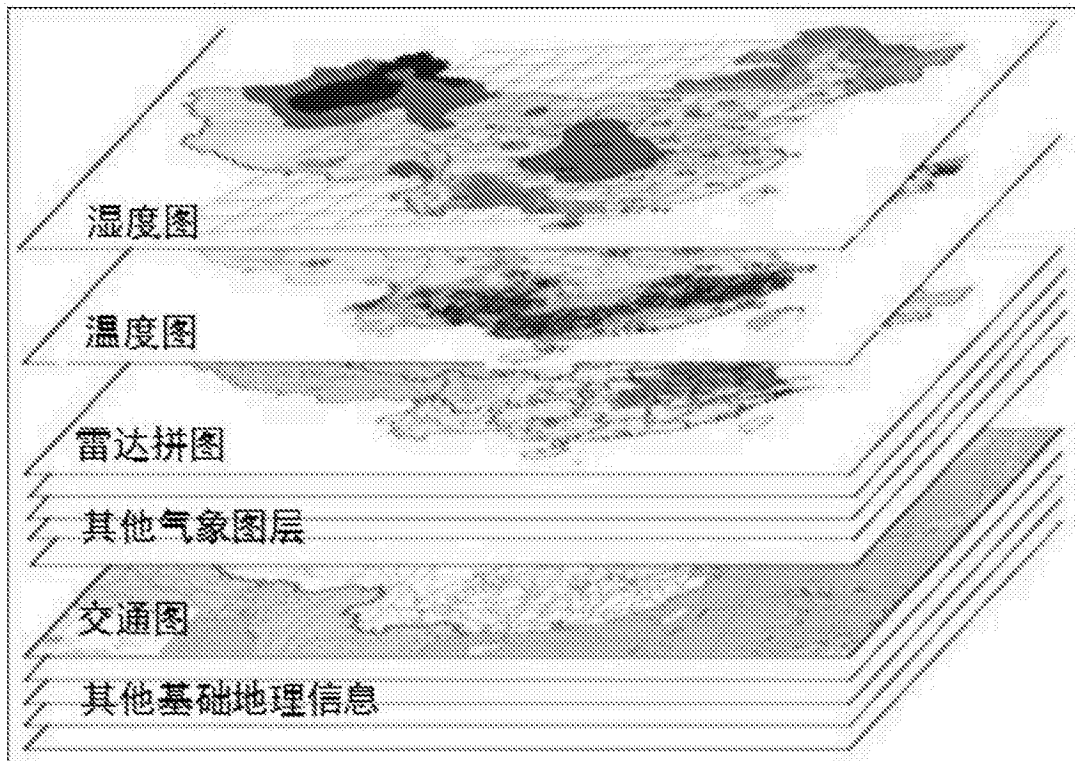 湿度图
温度图
雷达拼图
其他气象图层
交通图
其他基础地理信息